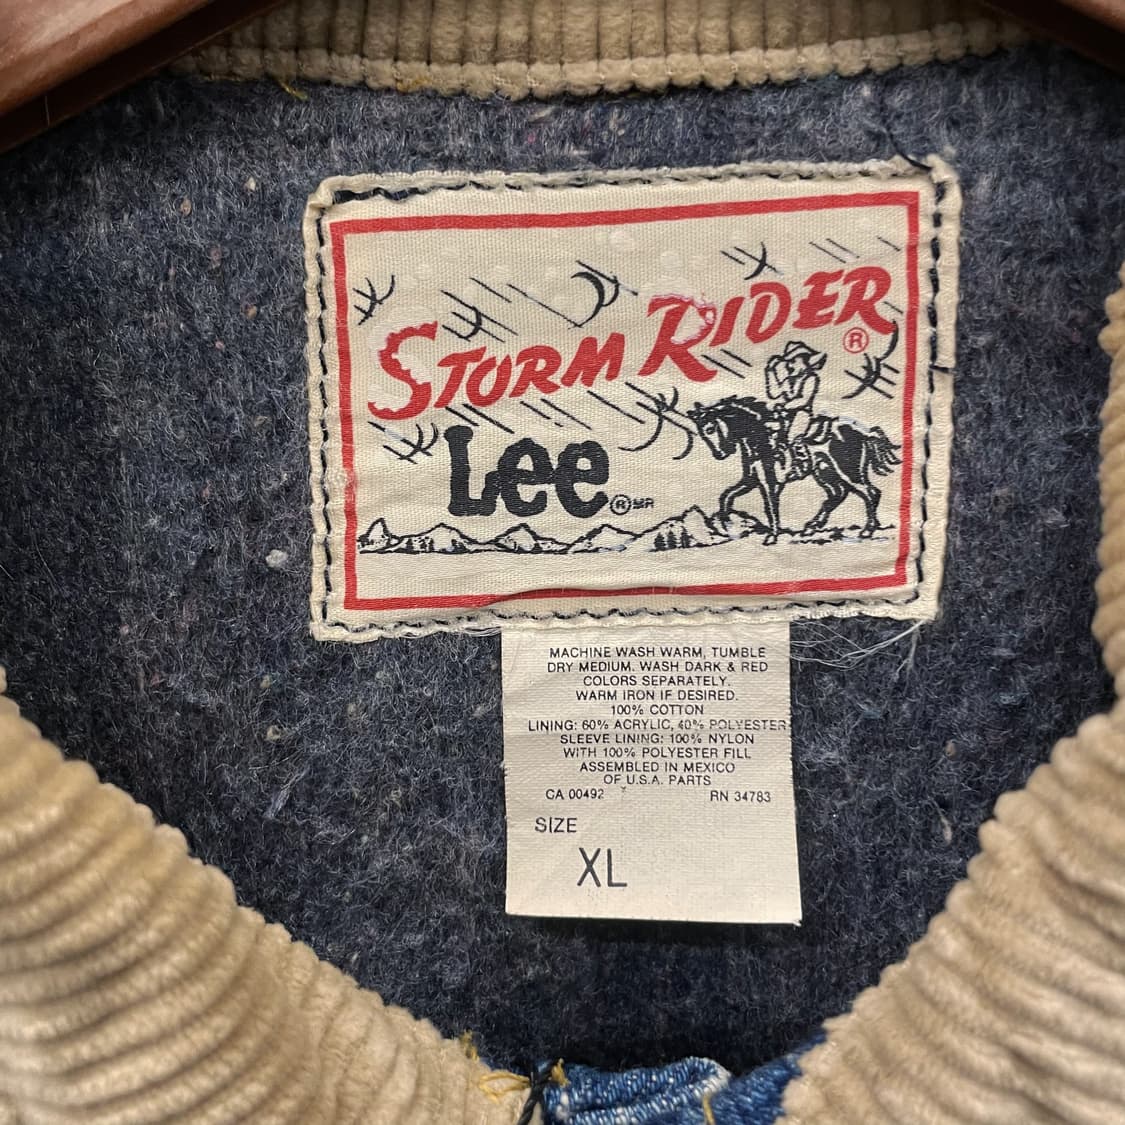 STORM RIDER ®
Lee ® MR
MACHINE WASH WARM, TUMBLE
DRY MEDIUM. WASH DARK & RED
COLORS SEPARATELY.
WARM IRON IF DESIRED.
100% COTTON
LINING: 60% ACRYLIC, 40% POLYESTER
SLEEVE LINING: 100% NYLON
WITH 100% POLYESTER FILL
ASSEMBLED IN MEXICO
OF U.S.A. PARTS
CA 00492 RN 34783
SIZE
XL